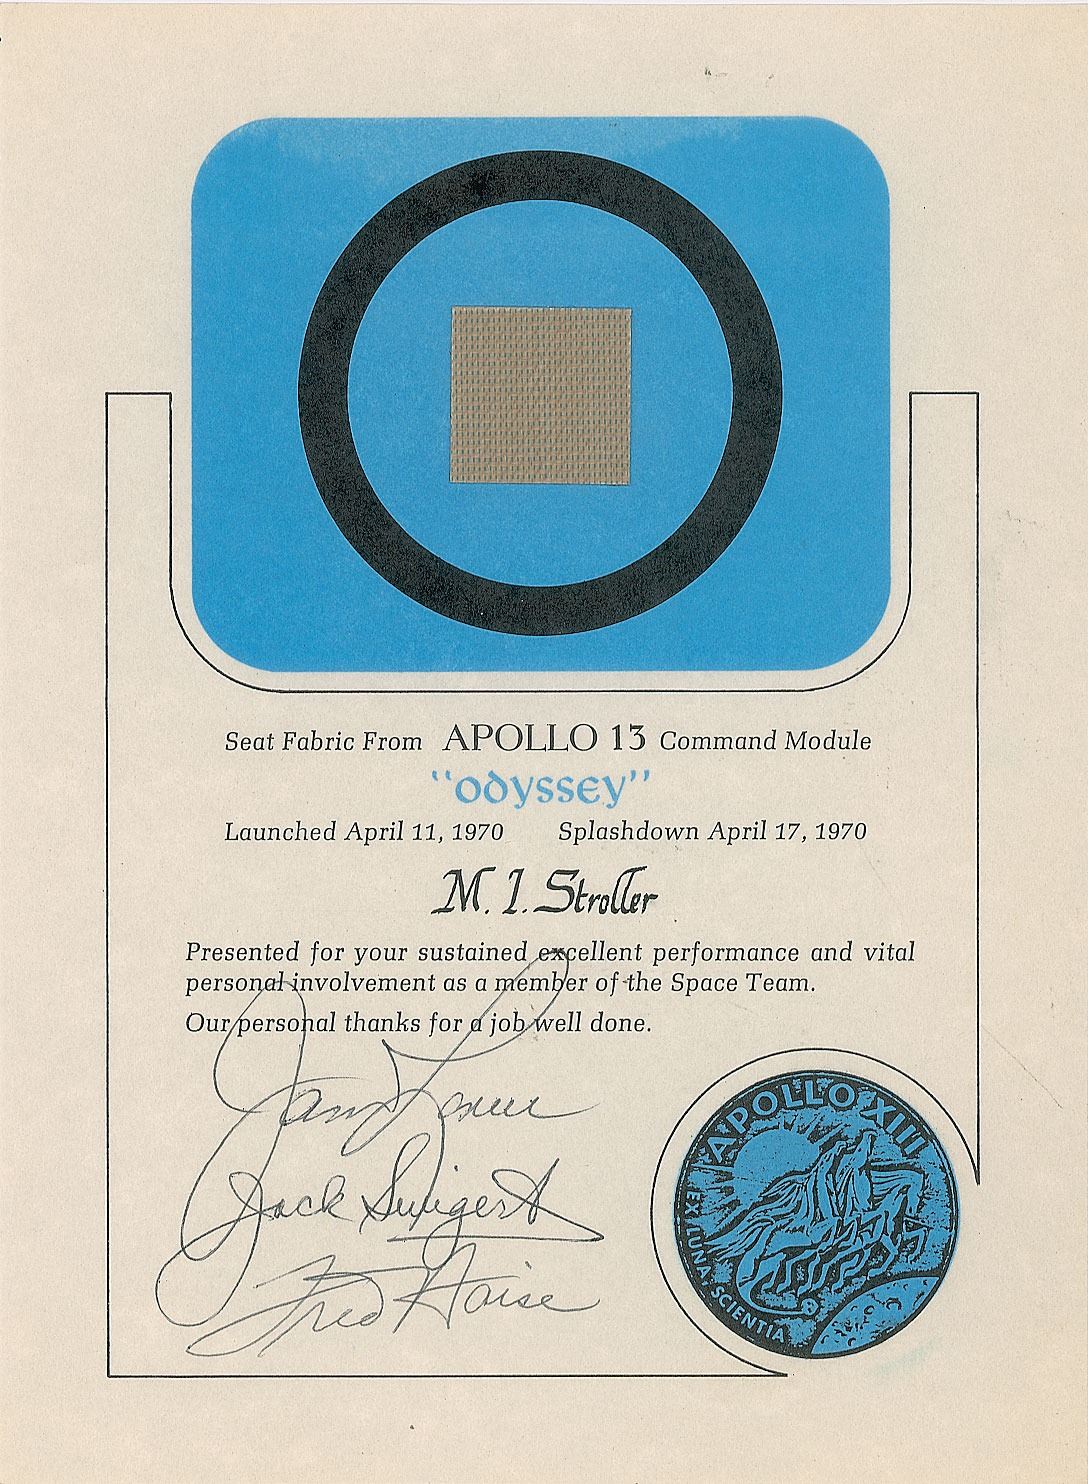 Seat Fabric From APOLLO 13 Command Module
"odyssey"
Launched April 11, 1970 Splashdown April 17, 1970
M. I. Stroller
Presented for your sustained excellent performance and vital
personal involvement as a member of the Space Team.
Our personal thanks for a job well done.
James Lovell
Jack Swigert
Fred Haise
APOLLO XIII
EX LUNA, SCIENTIA